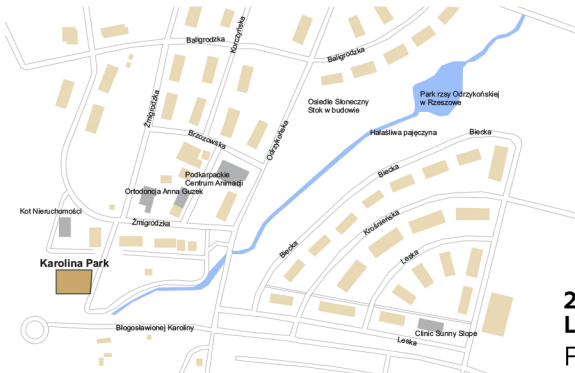 Baligrodzka
Korczyńska
Baligrodzka
Żmigrodzka
Osiedle Słoneczny
Stok w budowie
Park rzsy Odrzykońskiej
w Rzeszowe
Brzozowska
Odrzykońska
Hałaśliwa pajęczyna
Biecka
Podkarpackie
Centrum Animacji
Biecka
Ortodoncja Anna Guzek
Kot Nieruchomości
Żmigrodzka
Krośnieńska
Biecka
Leska
Karolina Park
Błogosławionej Karoliny
Clinic Sunny Slope
Leska
2
L
F